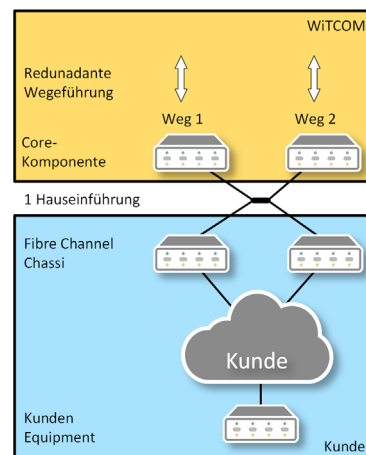 WiTCOM
Redunadante
Wegeführung
Weg 1
Weg 2
Core-
Komponente
1 Hauseinführung
Fibre Channel
Chassi
Kunde
Kunden
Equipment
Kunde